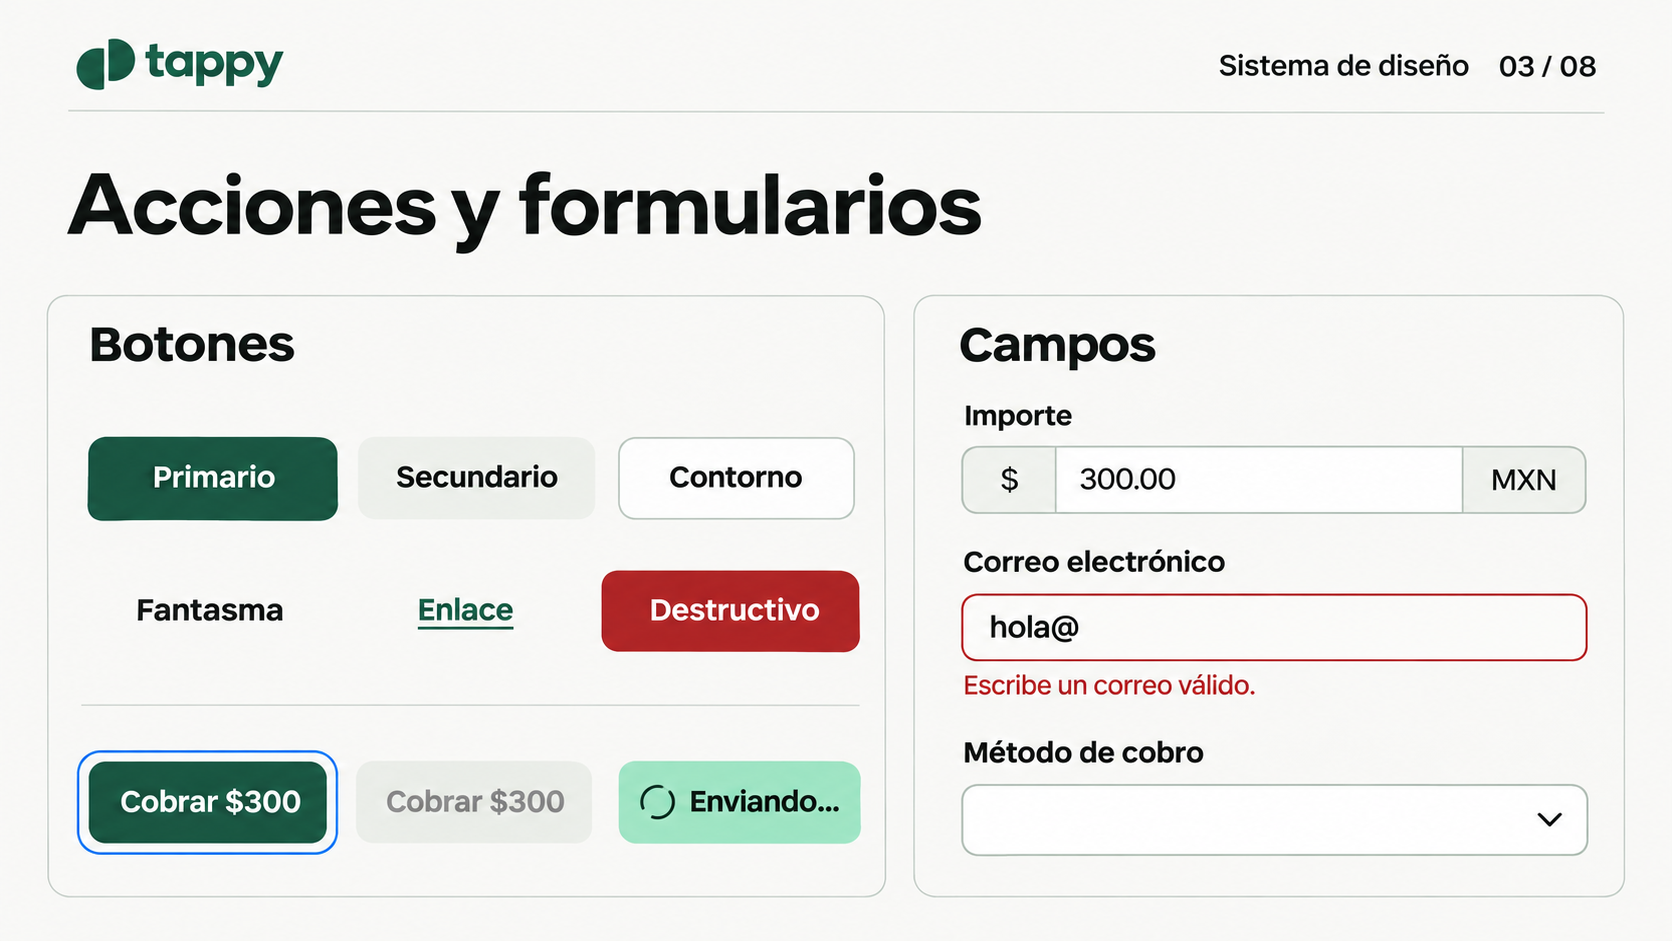 tappy
Sistema de diseño 03 / 08
Acciones y formularios
Botones
Primario
Secundario
Contorno
Fantasma
Enlace
Destructivo
Cobrar $300
Cobrar $300
Enviando...
Campos
Importe
$ 300.00 MXN
Correo electrónico
hola@
Escribe un correo válido.
Método de cobro